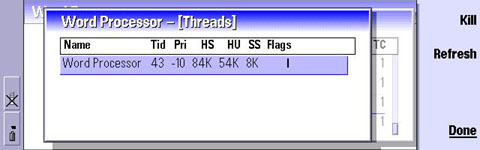 Word Processor – [Threads]
Name Tid Pri HS HU SS Flags
Word Processor 43 -10 84K 54K 8K I
TC
1
1
1
1
Kill
Refresh
Done